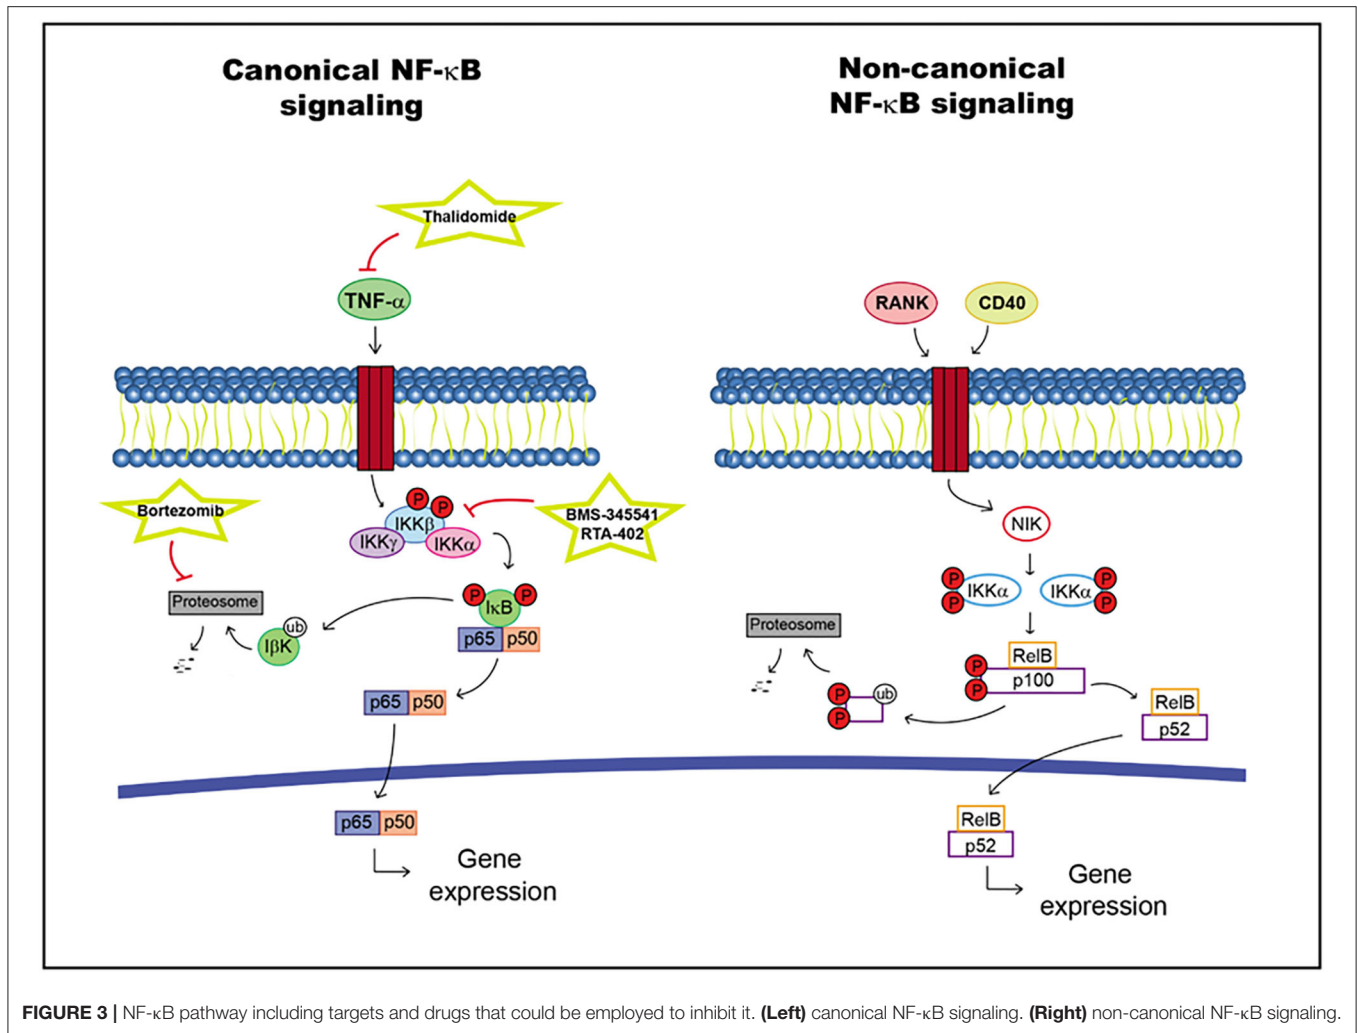 Canonical NF-κB
signaling
Thalidomide
TNF-α
Bortezomib
P
P
IKKβ
IKKγ
IKKα
BMS-345541
RTA-402
P
P
IκB
p65 p50
Proteosome
ub
IβK
p65 p50
p65 p50
Gene
expression
Non-canonical
NF-κB signaling
RANK
CD40
NIK
P
P
IKKα
IKKα
P
P
RelB
p100
P
P
Proteosome
P
P
ub
RelB
p52
RelB
p52
Gene
expression
FIGURE 3 | NF-κB pathway including targets and drugs that could be employed to inhibit it. (Left) canonical NF-κB signaling. (Right) non-canonical NF-κB signaling.